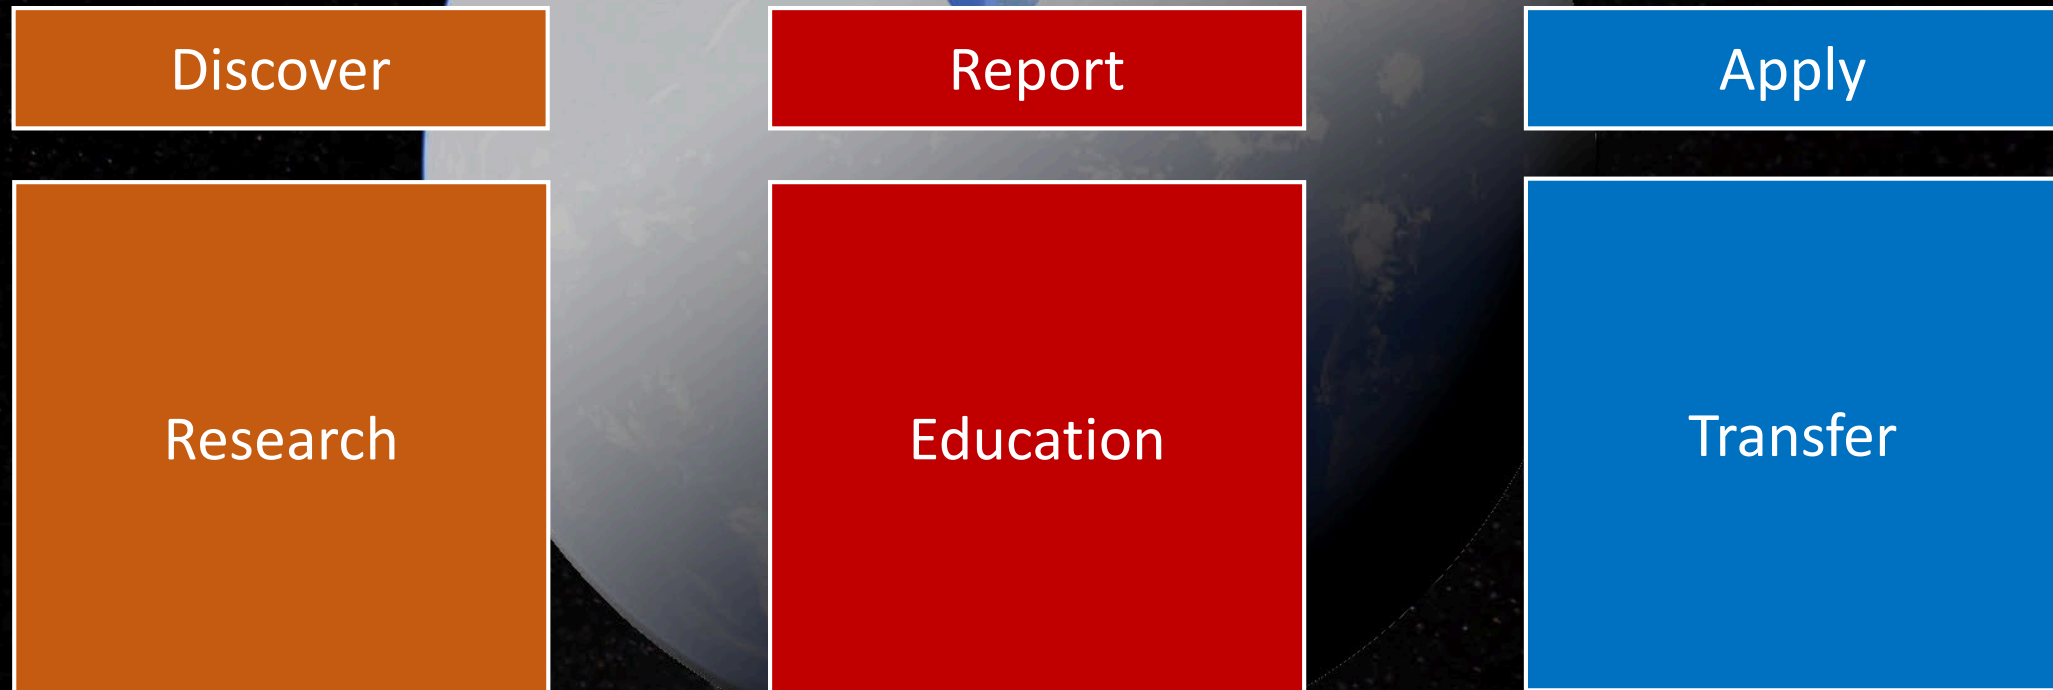 Discover
Report
Apply
Research
Education
Transfer